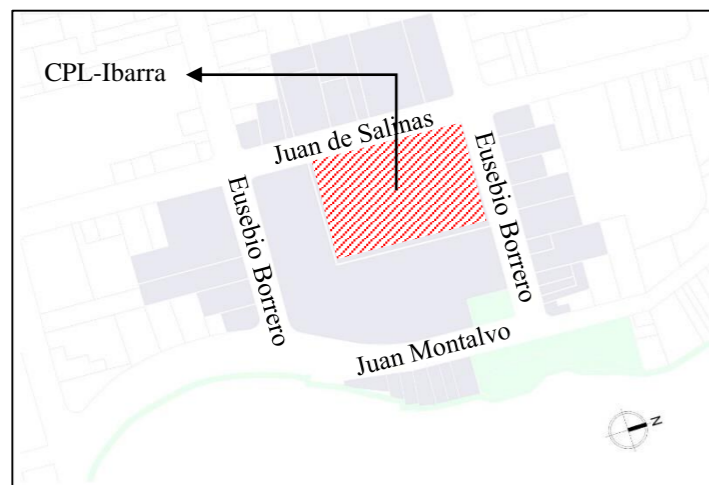 CPL-Ibarra
Juan de Salinas
Eusebio Borrero
Eusebio Borrero
Juan Montalvo
N